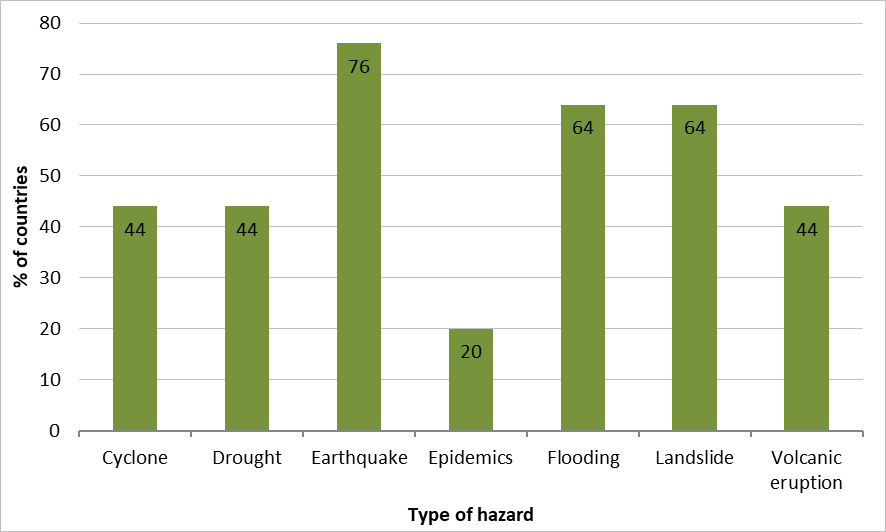 80
70
60
50
40
30
20
10
0
% of countries
44
44
76
20
64
64
44
Cyclone
Drought
Earthquake
Epidemics
Flooding
Landslide
Volcanic
eruption
Type of hazard